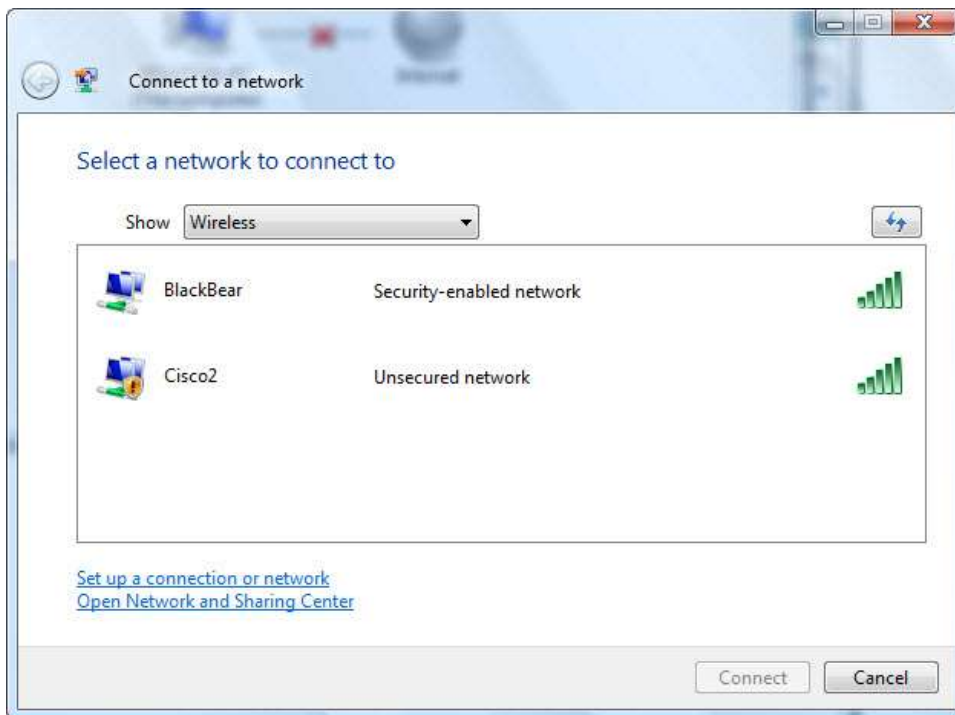 Connect to a network
Select a network to connect to
Show Wireless
BlackBear Security-enabled network
Cisco2 Unsecured network
Set up a connection or network
Open Network and Sharing Center
Connect Cancel